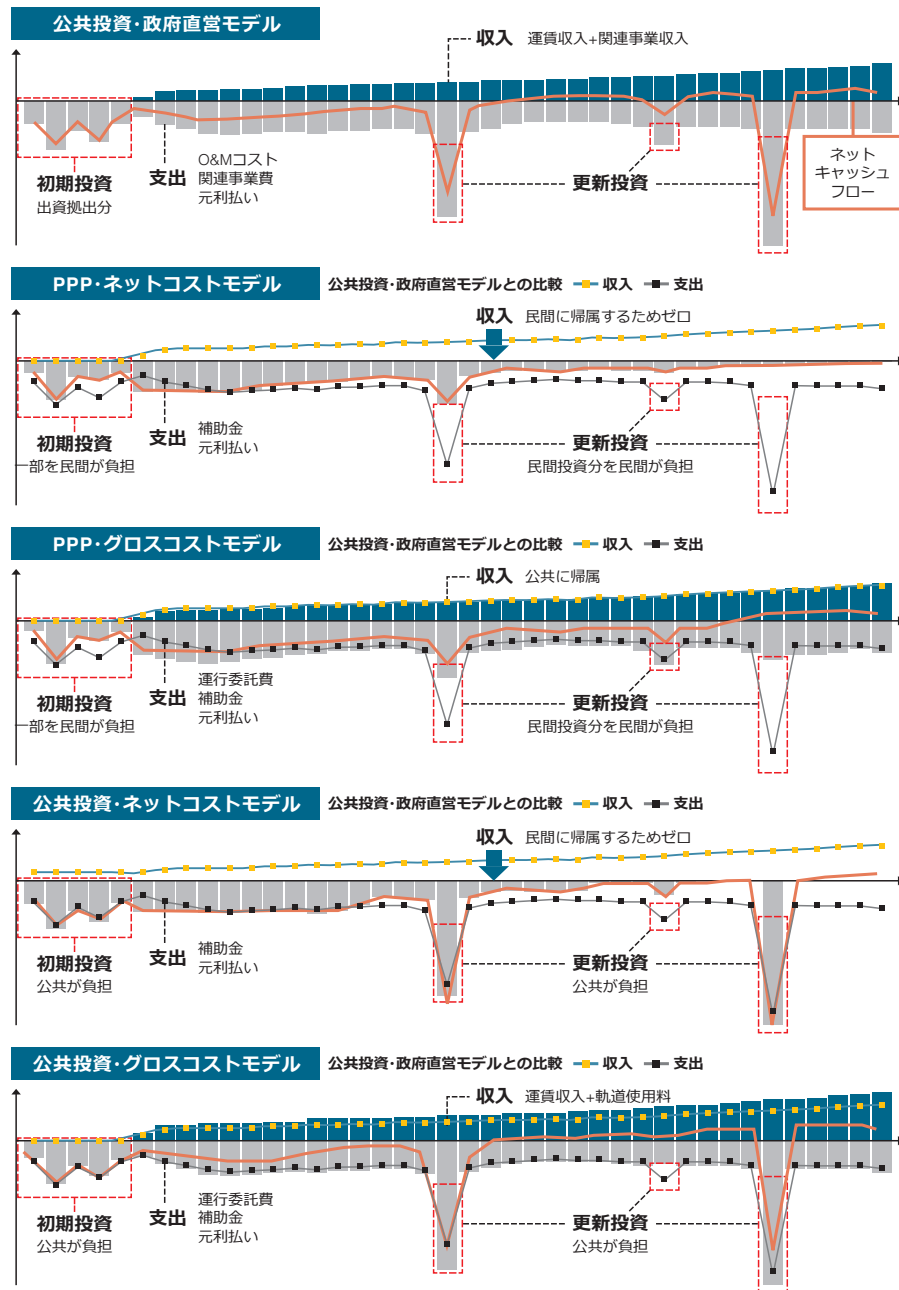 公共投資・政府直営モデル
収入 運賃収入+関連事業収入
初期投資
出資拠出分
支出
O&Mコスト
関連事業費
元利払い
更新投資
ネット
キャッシュ
フロー
PPP・ネットコストモデル
公共投資・政府直営モデルとの比較 収入 支出
収入 民間に帰属するためゼロ
初期投資
一部を民間が負担
支出
補助金
元利払い
更新投資
民間投資分を民間が負担
PPP・グロスコストモデル
公共投資・政府直営モデルとの比較 収入 支出
収入 公共に帰属
初期投資
一部を民間が負担
支出
運行委託費
補助金
元利払い
更新投資
民間投資分を民間が負担
公共投資・ネットコストモデル
公共投資・政府直営モデルとの比較 収入 支出
収入 民間に帰属するためゼロ
初期投資
公共が負担
支出
補助金
元利払い
更新投資
公共が負担
公共投資・グロスコストモデル
公共投資・政府直営モデルとの比較 収入 支出
収入 運賃収入+軌道使用料
初期投資
公共が負担
支出
運行委託費
補助金
元利払い
更新投資
公共が負担